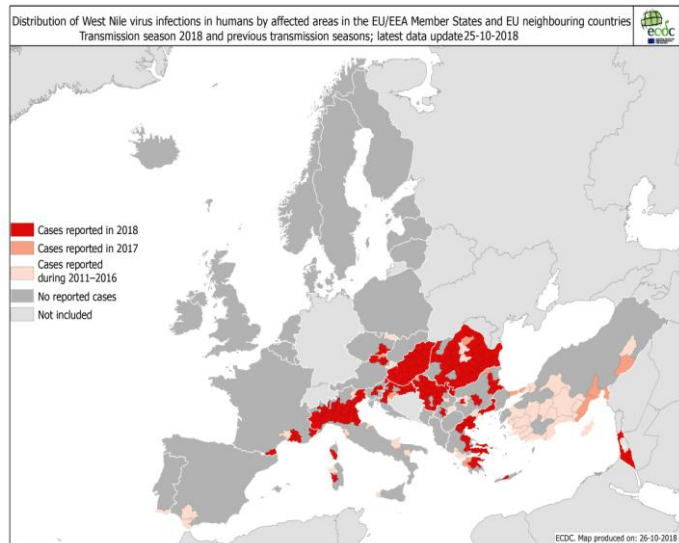 Distribution of West Nile virus infections in humans by affected areas in the EU/EEA Member States and EU neighbouring countries
Transmission season 2018 and previous transmission seasons; latest data update25-10-2018
ecdc
Cases reported in 2018
Cases reported in 2017
Cases reported
during 2011–2016
No reported cases
Not included
ECDC. Map produced on: 26-10-2018